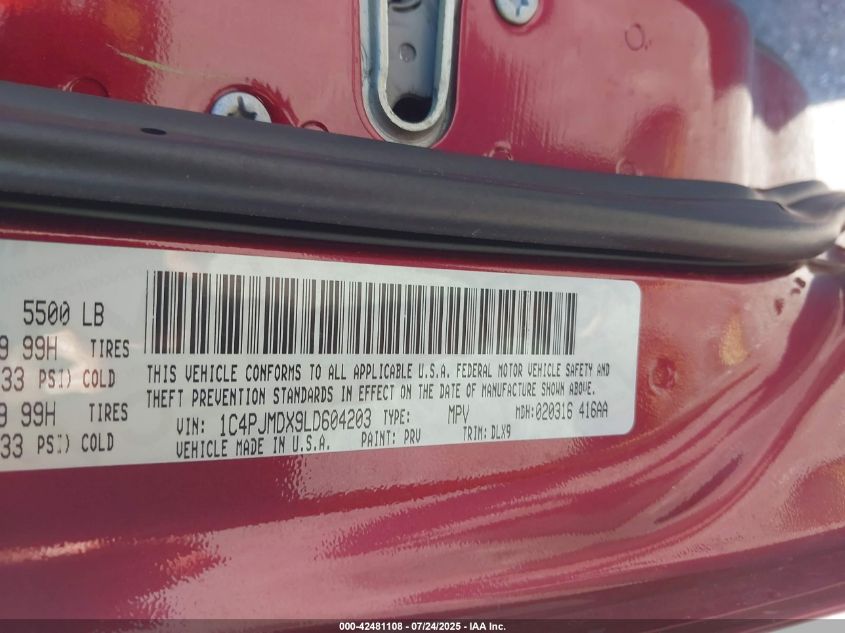 5500 LB
9 99H TIRES
33 PSI) COLD
9 99H TIRES
33 PSI) COLD
THIS VEHICLE CONFORMS TO ALL APPLICABLE U.S.A. FEDERAL MOTOR VEHICLE SAFETY AND
THEFT PREVENTION STANDARDS IN EFFECT ON THE DATE OF MANUFACTURE SHOWN ABOVE.
VIN: 1C4PJMDX9LD604203 TYPE: MPV MDH:020316 416AA
VEHICLE MADE IN U.S.A. PAINT: PRV TRIM: DLX9
000-42481108 - 07/24/2025 - IAA Inc.